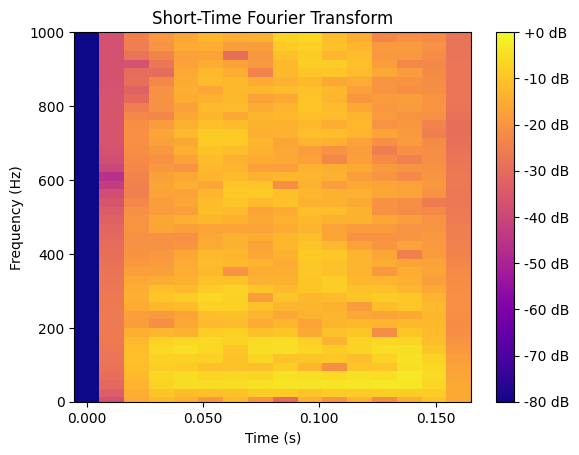 Short-Time Fourier Transform
1000
800
600
400
200
0
Frequency (Hz)
0.000
0.050
0.100
0.150
Time (s)
+0 dB
-10 dB
-20 dB
-30 dB
-40 dB
-50 dB
-60 dB
-70 dB
-80 dB